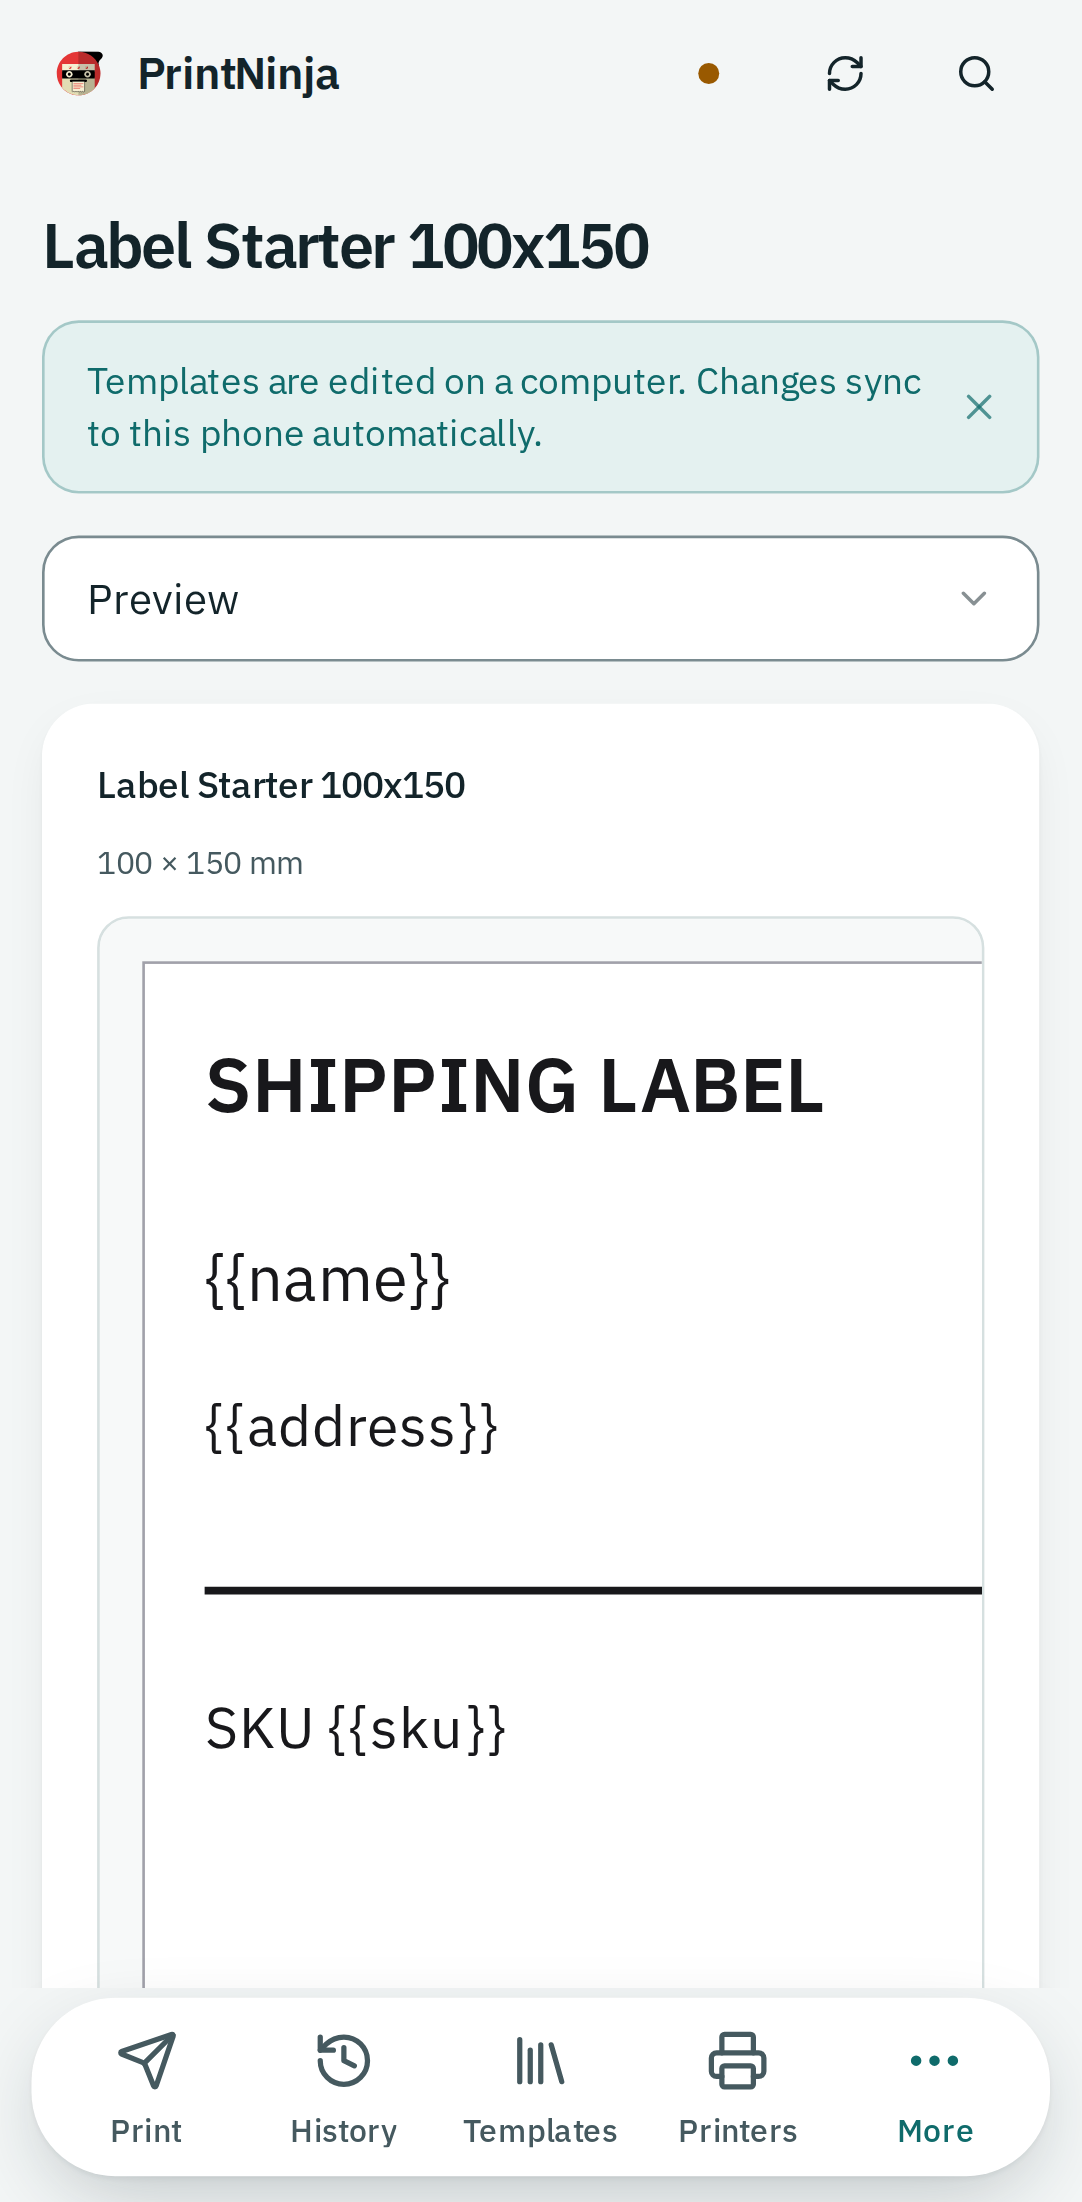 PrintNinja
Label Starter 100x150
Templates are edited on a computer. Changes sync
to this phone automatically.
Preview
Label Starter 100x150
100 × 150 mm
SHIPPING LABEL
{{name}}
{{address}}
SKU {{sku}}
Print
History
Templates
Printers
More